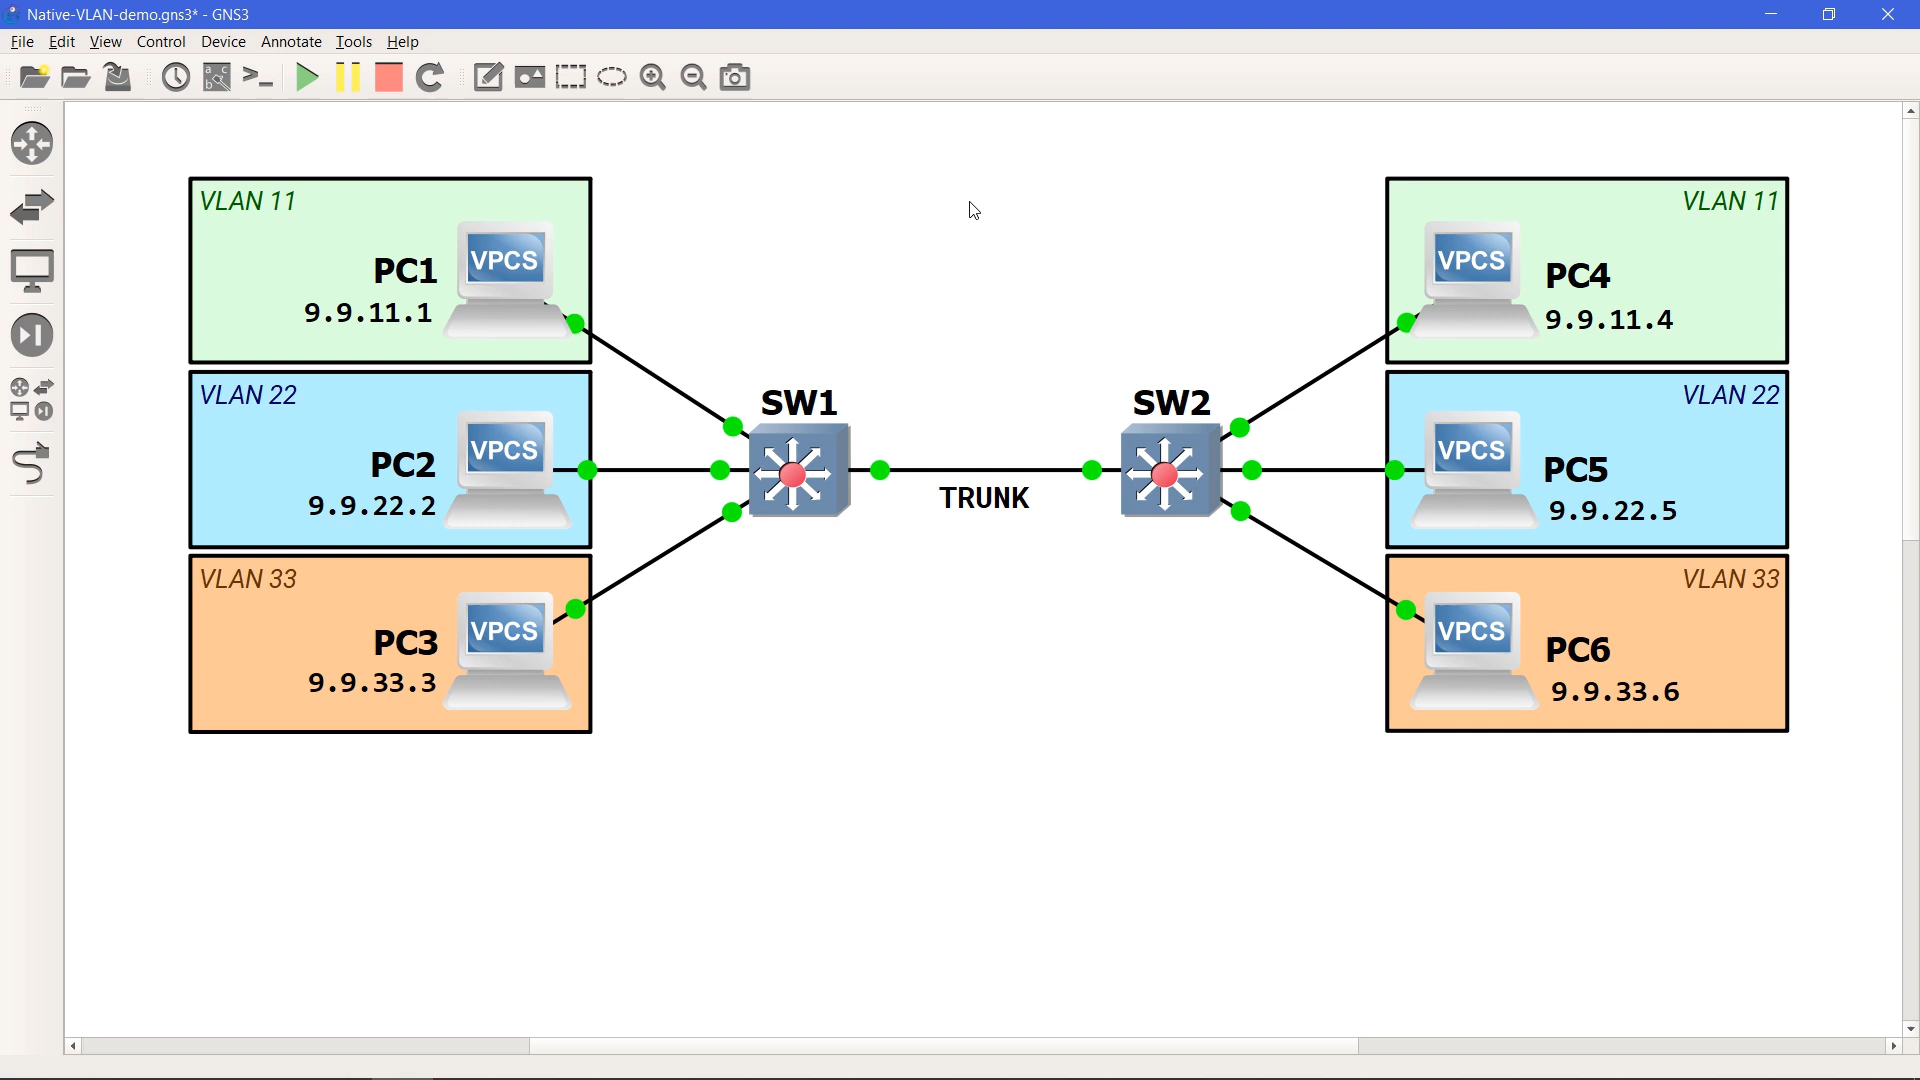 Native-VLAN-demo.gns3* - GNS3
File Edit View Control Device Annotate Tools Help
VLAN 11
PC1
9.9.11.1
VPCS
VLAN 22
PC2
9.9.22.2
VPCS
VLAN 33
PC3
9.9.33.3
VPCS
SW1
TRUNK
SW2
VLAN 11
VPCS
PC4
9.9.11.4
VLAN 22
VPCS
PC5
9.9.22.5
VLAN 33
VPCS
PC6
9.9.33.6